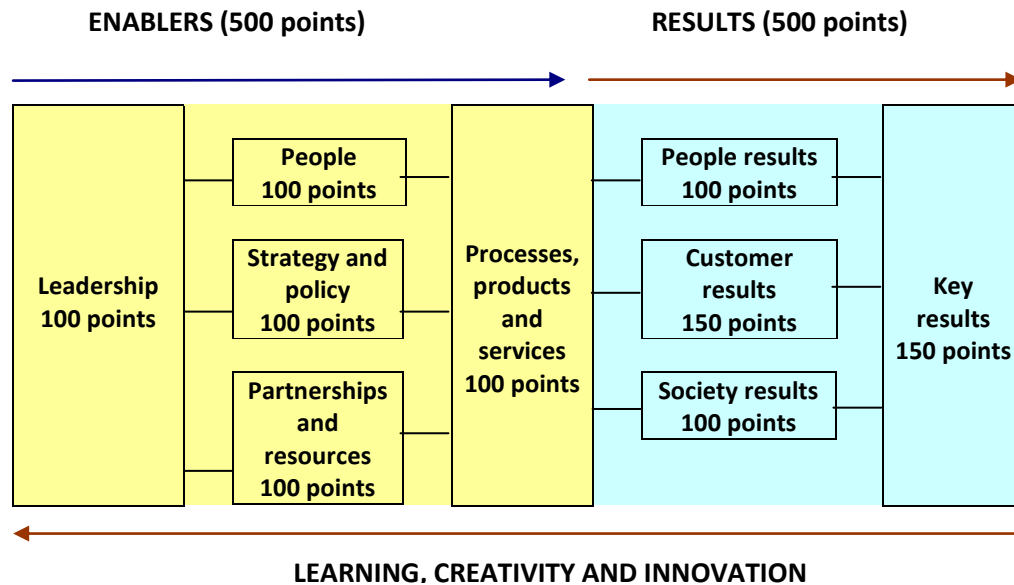 ENABLERS (500 points)
RESULTS (500 points)
Leadership
100 points
People
100 points
Strategy and
policy
100 points
Partnerships
and
resources
100 points
Processes,
products
and
services
100 points
People results
100 points
Customer
results
150 points
Society results
100 points
Key
results
150 points
LEARNING, CREATIVITY AND INNOVATION